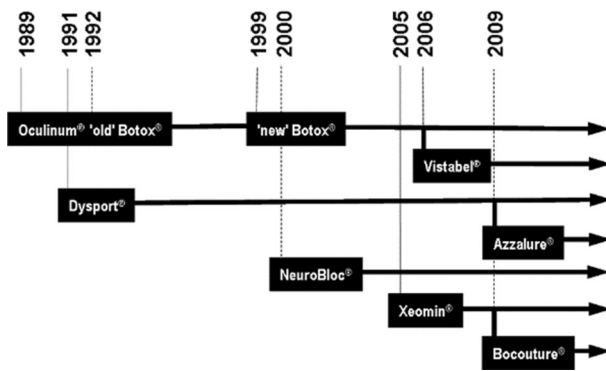 1989
1991
1992
1999
2000
2005
2006
2009
Oculinum® 'old' Botox®
'new' Botox®
Vistabel®
Dysport®
Azzalure®
NeuroBloc®
Xeomin®
Bocouture®